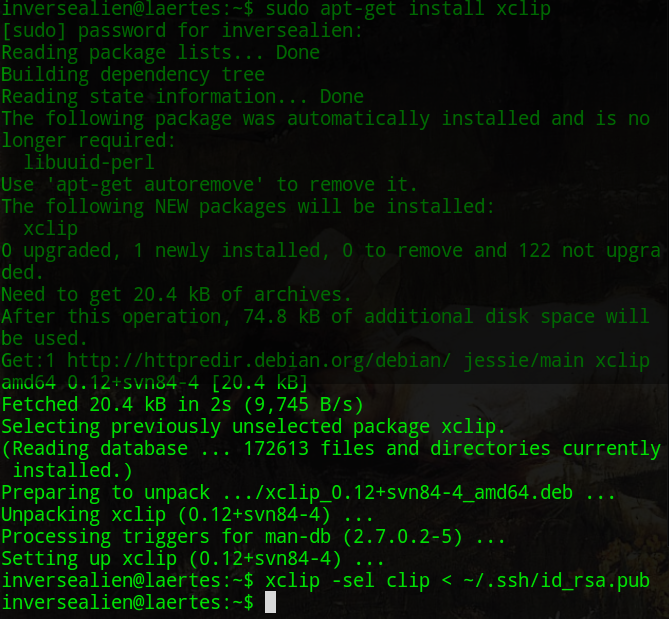 inversealien@laertes:~$ sudo apt-get install xclip
[sudo] password for inversealien:
Reading package lists... Done
Building dependency tree
Reading state information... Done
The following package was automatically installed and is no
longer required:
  libuuid-perl
Use 'apt-get autoremove' to remove it.
The following NEW packages will be installed:
  xclip
0 upgraded, 1 newly installed, 0 to remove and 122 not upgra
ded.
Need to get 20.4 kB of archives.
After this operation, 74.8 kB of additional disk space will
be used.
Get:1 http://httpredir.debian.org/debian/ jessie/main xclip
amd64 0.12+svn84-4 [20.4 kB]
Fetched 20.4 kB in 2s (9,745 B/s)
Selecting previously unselected package xclip.
(Reading database ... 172613 files and directories currently
 installed.)
Preparing to unpack .../xclip_0.12+svn84-4_amd64.deb ...
Unpacking xclip (0.12+svn84-4) ...
Processing triggers for man-db (2.7.0.2-5) ...
Setting up xclip (0.12+svn84-4) ...
inversealien@laertes:~$ xclip -sel clip < ~/.ssh/id_rsa.pub
inversealien@laertes:~$